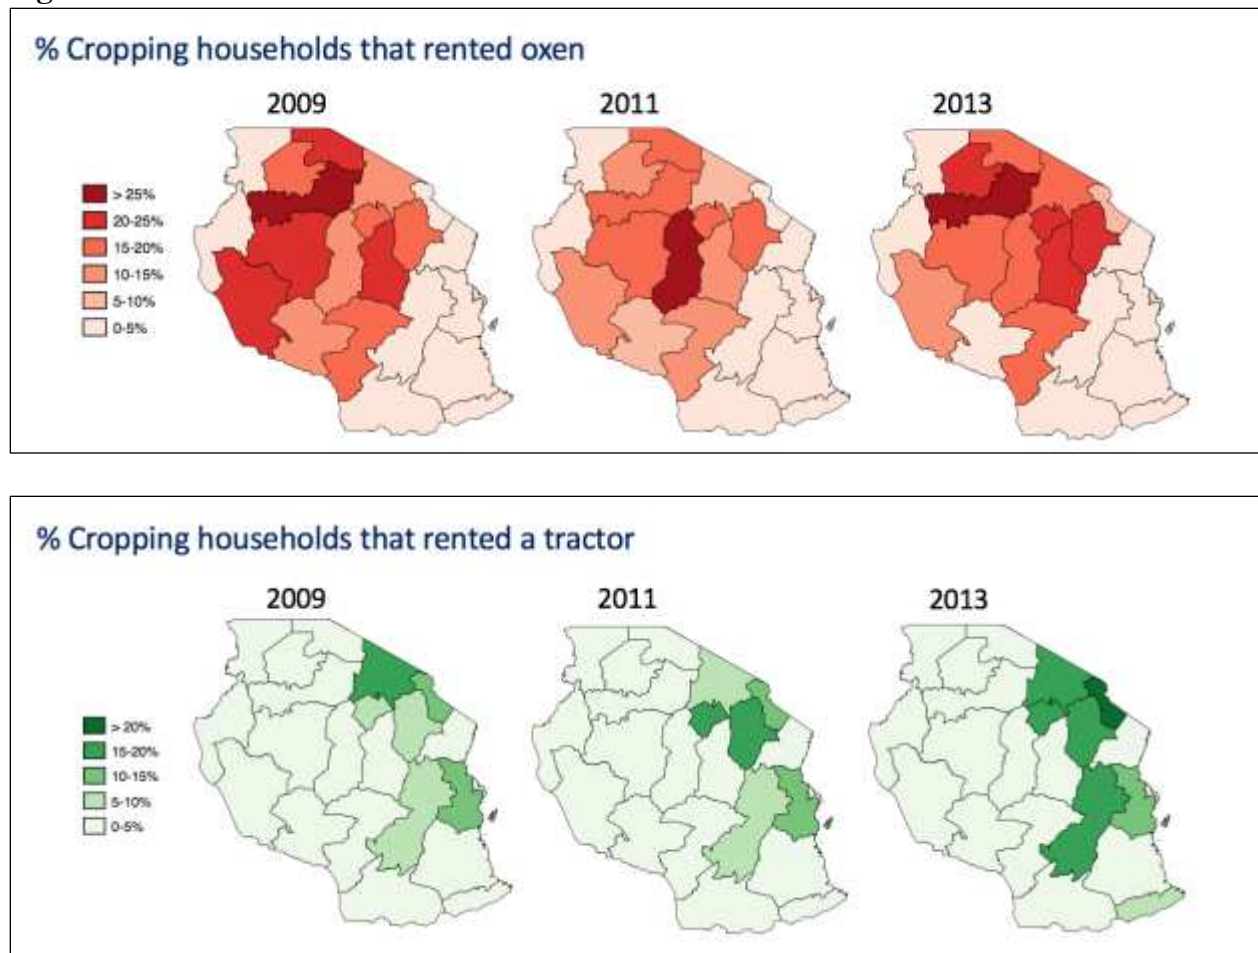 % Cropping households that rented oxen
2009 2011 2013
> 25%
20-25%
15-20%
10-15%
5-10%
0-5%
% Cropping households that rented a tractor
2009 2011 2013
> 20%
15-20%
10-15%
5-10%
0-5%